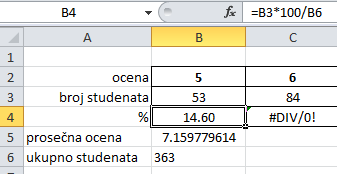 B4 fx =B3*100/B6
A B C
1
2 ocena 5 6
3 broj studenata 53 84
4 % 14.60 #DIV/0!
5 prosečna ocena 7.159779614
6 ukupno studenata 363